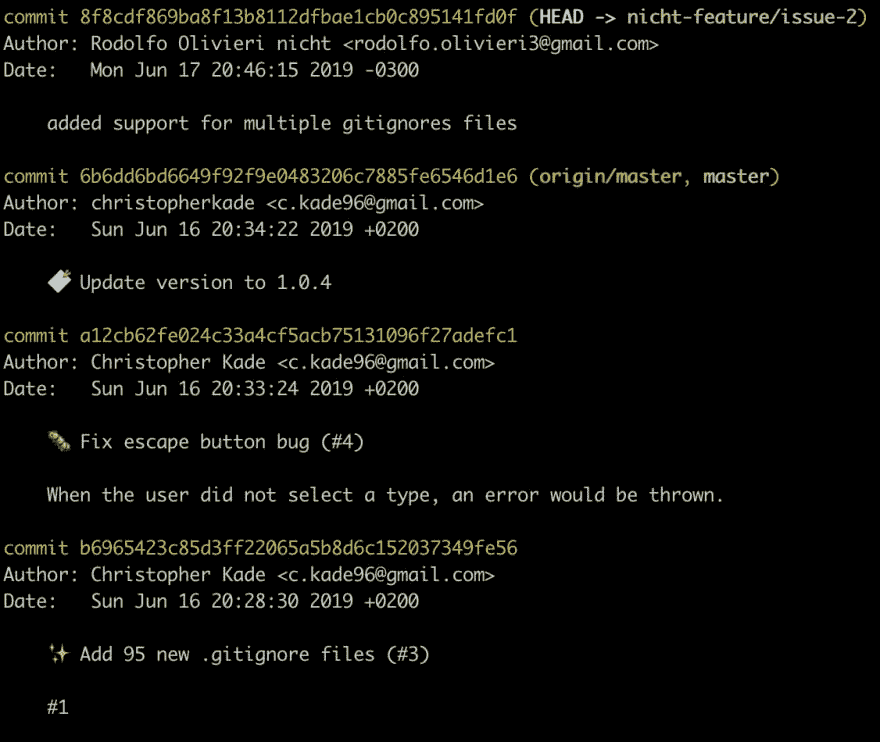 commit 8f8cdf869ba8f13b8112dfbae1cb0c895141fd0f (HEAD -> nicht-feature/issue-2)
Author: Rodolfo Olivieri nicht <rodolfo.olivieri3@gmail.com>
Date:   Mon Jun 17 20:46:15 2019 -0300
added support for multiple gitignores files
commit 6b6dd6bd6649f92f9e0483206c7885fe6546d1e6 (origin/master, master)
Author: christopherkade <c.kade96@gmail.com>
Date:   Sun Jun 16 20:34:22 2019 +0200
🔖 Update version to 1.0.4
commit a12cb62fe024c33a4cf5acb75131096f27adefc1
Author: Christopher Kade <c.kade96@gmail.com>
Date:   Sun Jun 16 20:33:24 2019 +0200
🐛 Fix escape button bug (#4)
When the user did not select a type, an error would be thrown.
commit b6965423c85d3ff22065a5b8d6c152037349fe56
Author: Christopher Kade <c.kade96@gmail.com>
Date:   Sun Jun 16 20:28:30 2019 +0200
✨ Add 95 new .gitignore files (#3)
#1